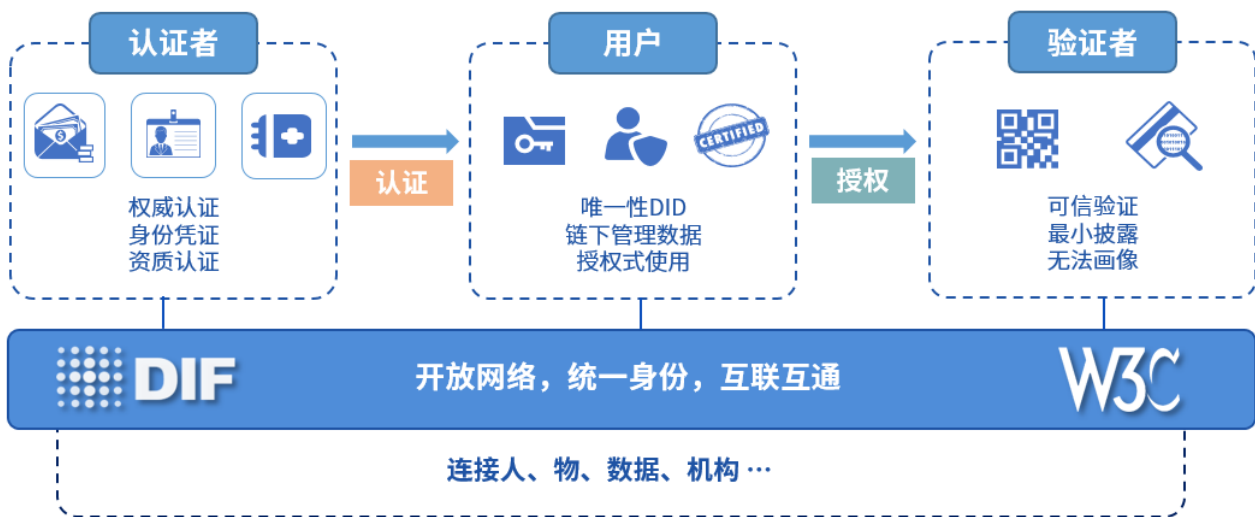 认证者
用户
验证者
CERTIFIED
认证
授权
权威认证
身份凭证
资质认证
唯一性DID
链下管理数据
授权式使用
可信验证
最小披露
无法画像
DIF
开放网络，统一身份，互联互通
W3C
连接人、物、数据、机构 …